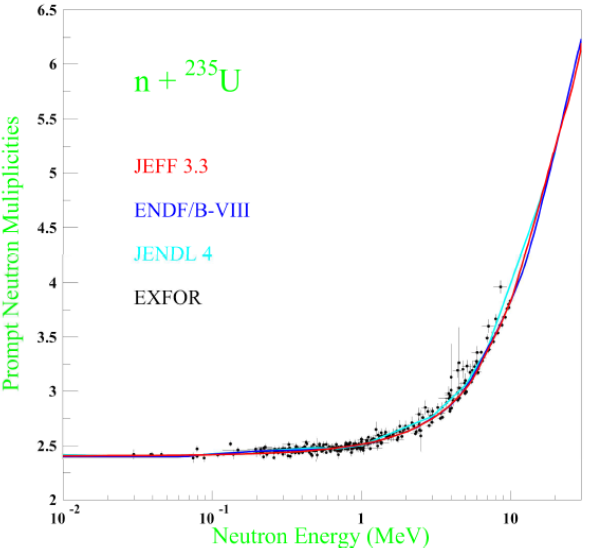 6.5
6
5.5
5
4.5
4
3.5
3
2.5
2
Prompt Neutron Muliplicities
n + ²³⁵U
JEFF 3.3
ENDF/B-VIII
JENDL 4
EXFOR
10⁻² 10⁻¹ 1 10
Neutron Energy (MeV)